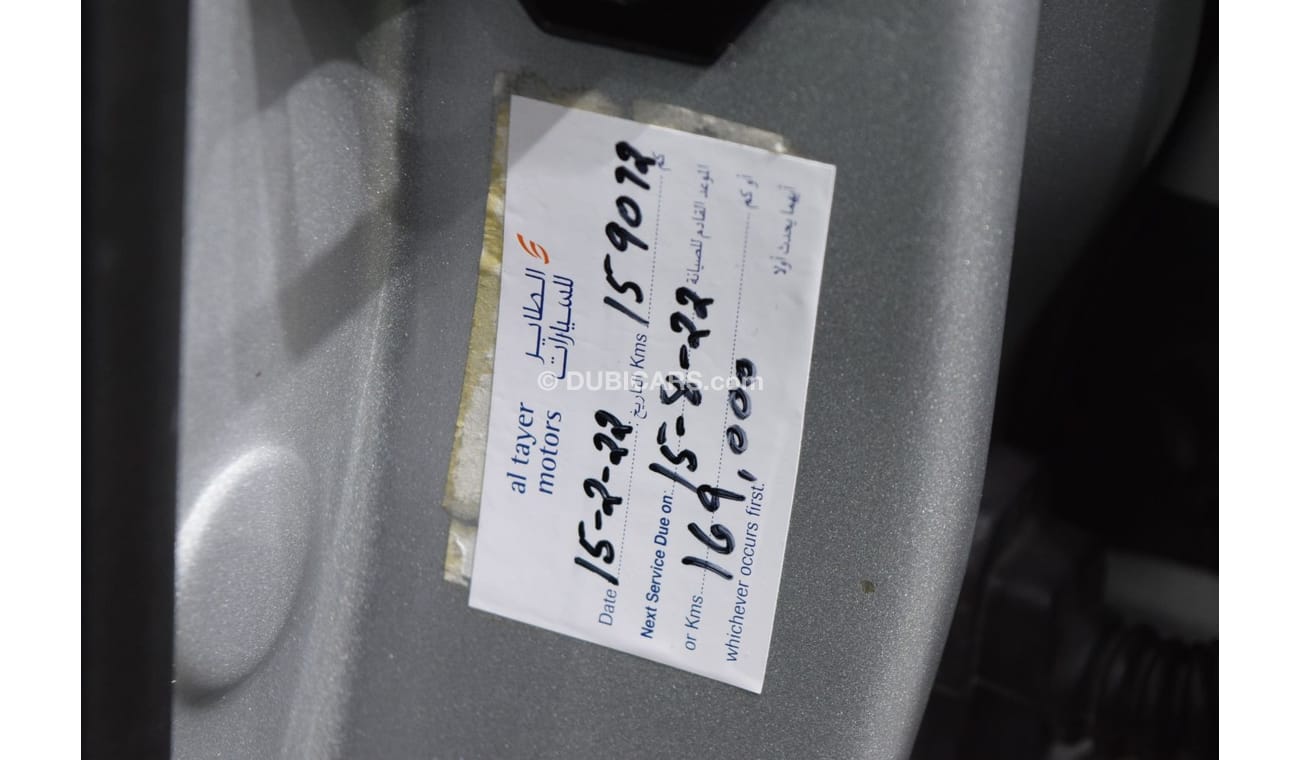 al tayer الطاير
motors للسيارات
Date 15-2-22 التاريخ Kms 159072 كم
Next Service Due on: 15-8-22 الموعد القادم للصيانة
or Kms 169,000 أو كم
whichever occurs first. أيهما يحدث أولا
© DUBICARS.com